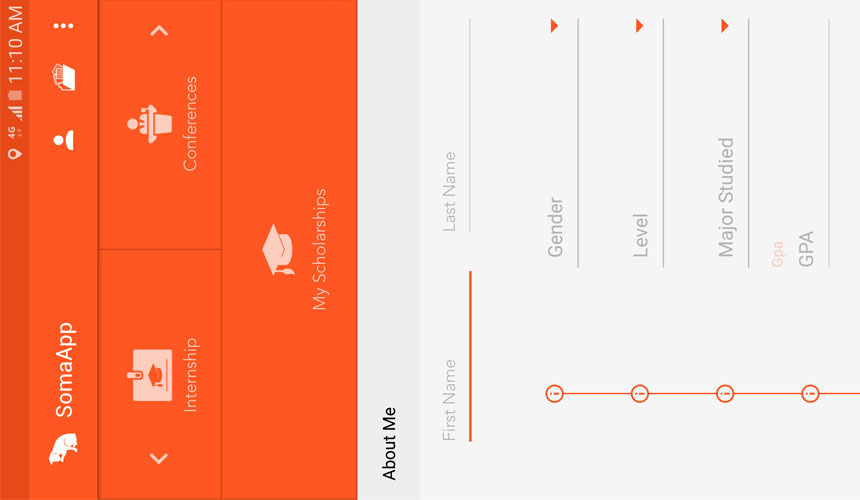 4G 11:10 AM
SomaApp
Internship
Conferences
My Scholarships
About Me
First Name
Last Name
Gender
Level
Major Studied
Gpa
GPA